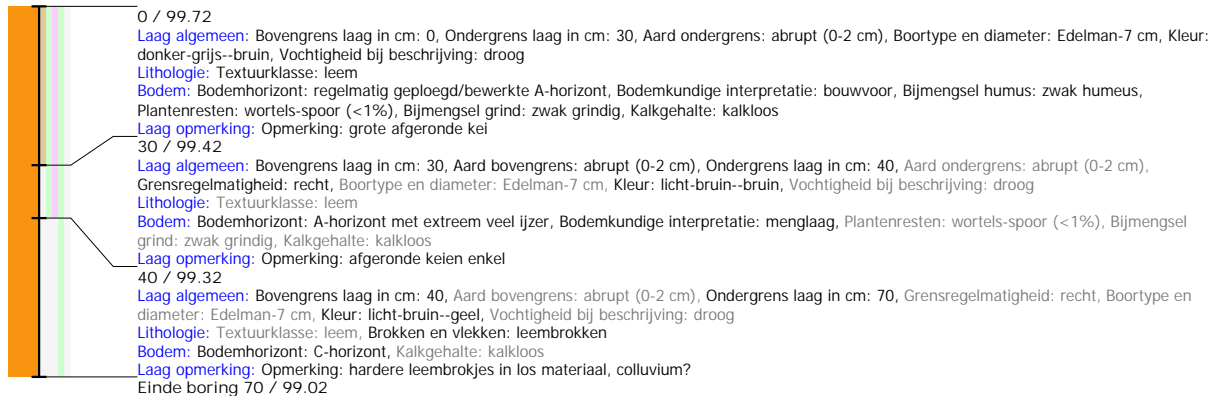 0 / 99.72
Laag algemeen: Bovengrens laag in cm: 0, Ondergrens laag in cm: 30, Aard ondergrens: abrupt (0-2 cm), Boortype en diameter: Edelman-7 cm, Kleur:
donker-grijs--bruin, Vochtigheid bij beschrijving: droog
Lithologie: Textuurklasse: leem
Bodem: Bodemhorizont: regelmatig geploegd/bewerkte A-horizont, Bodemkundige interpretatie: bouwvoor, Bijmengsel humus: zwak humeus,
Plantenresten: wortels-spoor (<1%), Bijmengsel grind: zwak grindig, Kalkgehalte: kalkloos
Laag opmerking: Opmerking: grote afgeronde kei
30 / 99.42
Laag algemeen: Bovengrens laag in cm: 30, Aard bovengrens: abrupt (0-2 cm), Ondergrens laag in cm: 40, Aard ondergrens: abrupt (0-2 cm),
Grensregelmatigheid: recht, Boortype en diameter: Edelman-7 cm, Kleur: licht-bruin--bruin, Vochtigheid bij beschrijving: droog
Lithologie: Textuurklasse: leem
Bodem: Bodemhorizont: A-horizont met extreem veel ijzer, Bodemkundige interpretatie: menglaag, Plantenresten: wortels-spoor (<1%), Bijmengsel
grind: zwak grindig, Kalkgehalte: kalkloos
Laag opmerking: Opmerking: afgeronde keien enkel
40 / 99.32
Laag algemeen: Bovengrens laag in cm: 40, Aard bovengrens: abrupt (0-2 cm), Ondergrens laag in cm: 70, Grensregelmatigheid: recht, Boortype en
diameter: Edelman-7 cm, Kleur: licht-bruin--geel, Vochtigheid bij beschrijving: droog
Lithologie: Textuurklasse: leem, Brokken en vlekken: leembrokken
Bodem: Bodemhorizont: C-horizont, Kalkgehalte: kalkloos
Laag opmerking: Opmerking: hardere leembrokjes in los materiaal, colluvium?
Einde boring 70 / 99.02